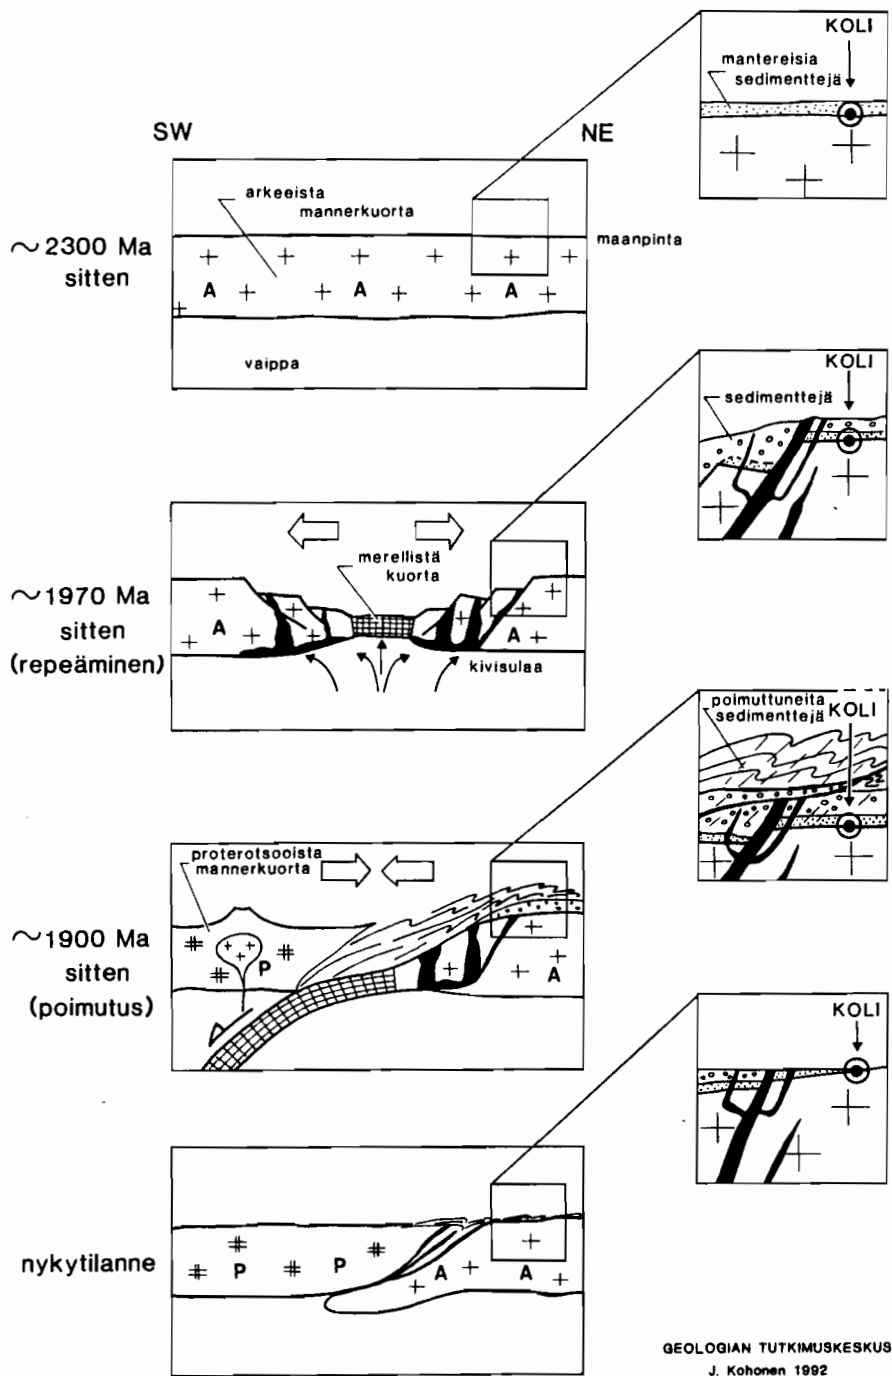 KOLI
mantereisia
sedimenttejä
SW
NE
arkeeista
mannerkuorta
maanpinta
~ 2300 Ma
sitten
A
A
A
vaippa
KOLI
sedimenttejä
merellistä
kuorta
~ 1970 Ma
sitten
(repeäminen)
A
A
kivisulaa
poimuttuneita
sedimenttejä
KOLI
proterotsooista
mannerkuorta
~ 1900 Ma
sitten
(poimutus)
P
A
KOLI
nykytilanne
P
P
A
A
GEOLOGIAN TUTKIMUSKESKUS
J. Kohonen 1992